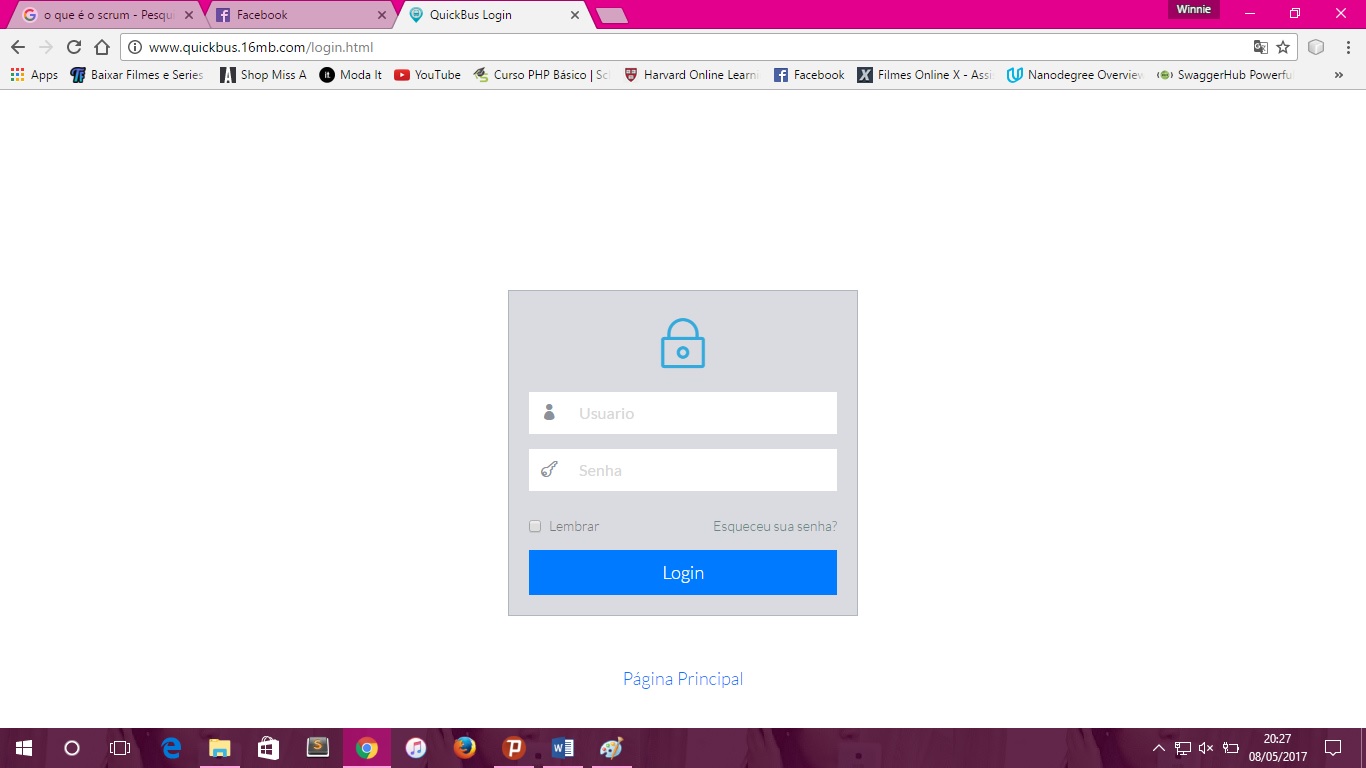 o que é o scrum - Pesqu
Facebook
QuickBus Login
Winnie
www.quickbus.16mb.com/login.html
Apps
Baixar Filmes e Series
Shop Miss A
Moda It
YouTube
Curso PHP Básico | Sc
Harvard Online Learn
Facebook
Filmes Online X - Assi
Nanodegree Overview
SwaggerHub Powerfu
Usuario
Senha
Lembrar
Esqueceu sua senha?
Login
Página Principal
20:27
08/05/2017